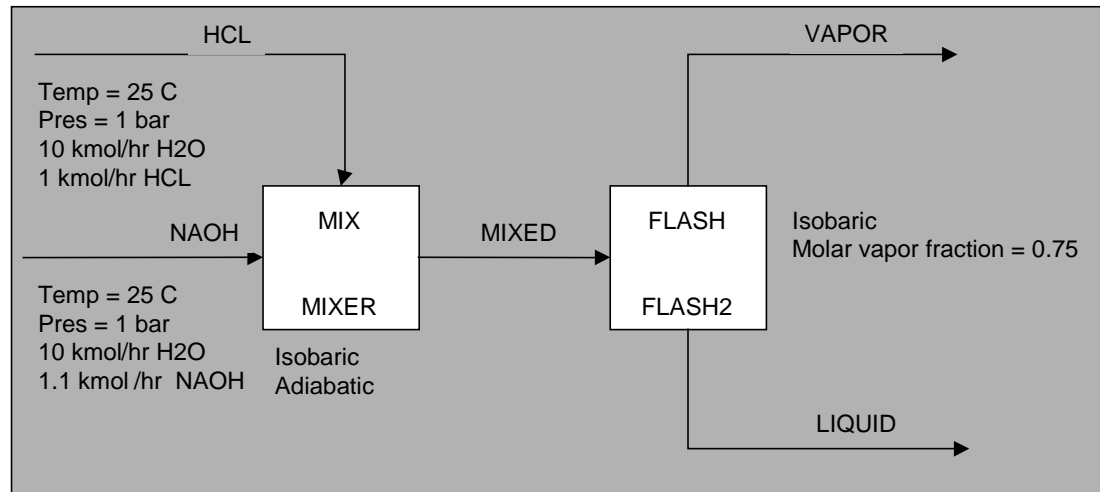 HCL
VAPOR
Temp = 25 C
Pres = 1 bar
10 kmol/hr H2O
1 kmol/hr HCL
NAOH
MIX
MIXED
FLASH
Isobaric
Molar vapor fraction = 0.75
Temp = 25 C
Pres = 1 bar
10 kmol/hr H2O
1.1 kmol /hr NAOH
MIXER
FLASH2
Isobaric
Adiabatic
LIQUID